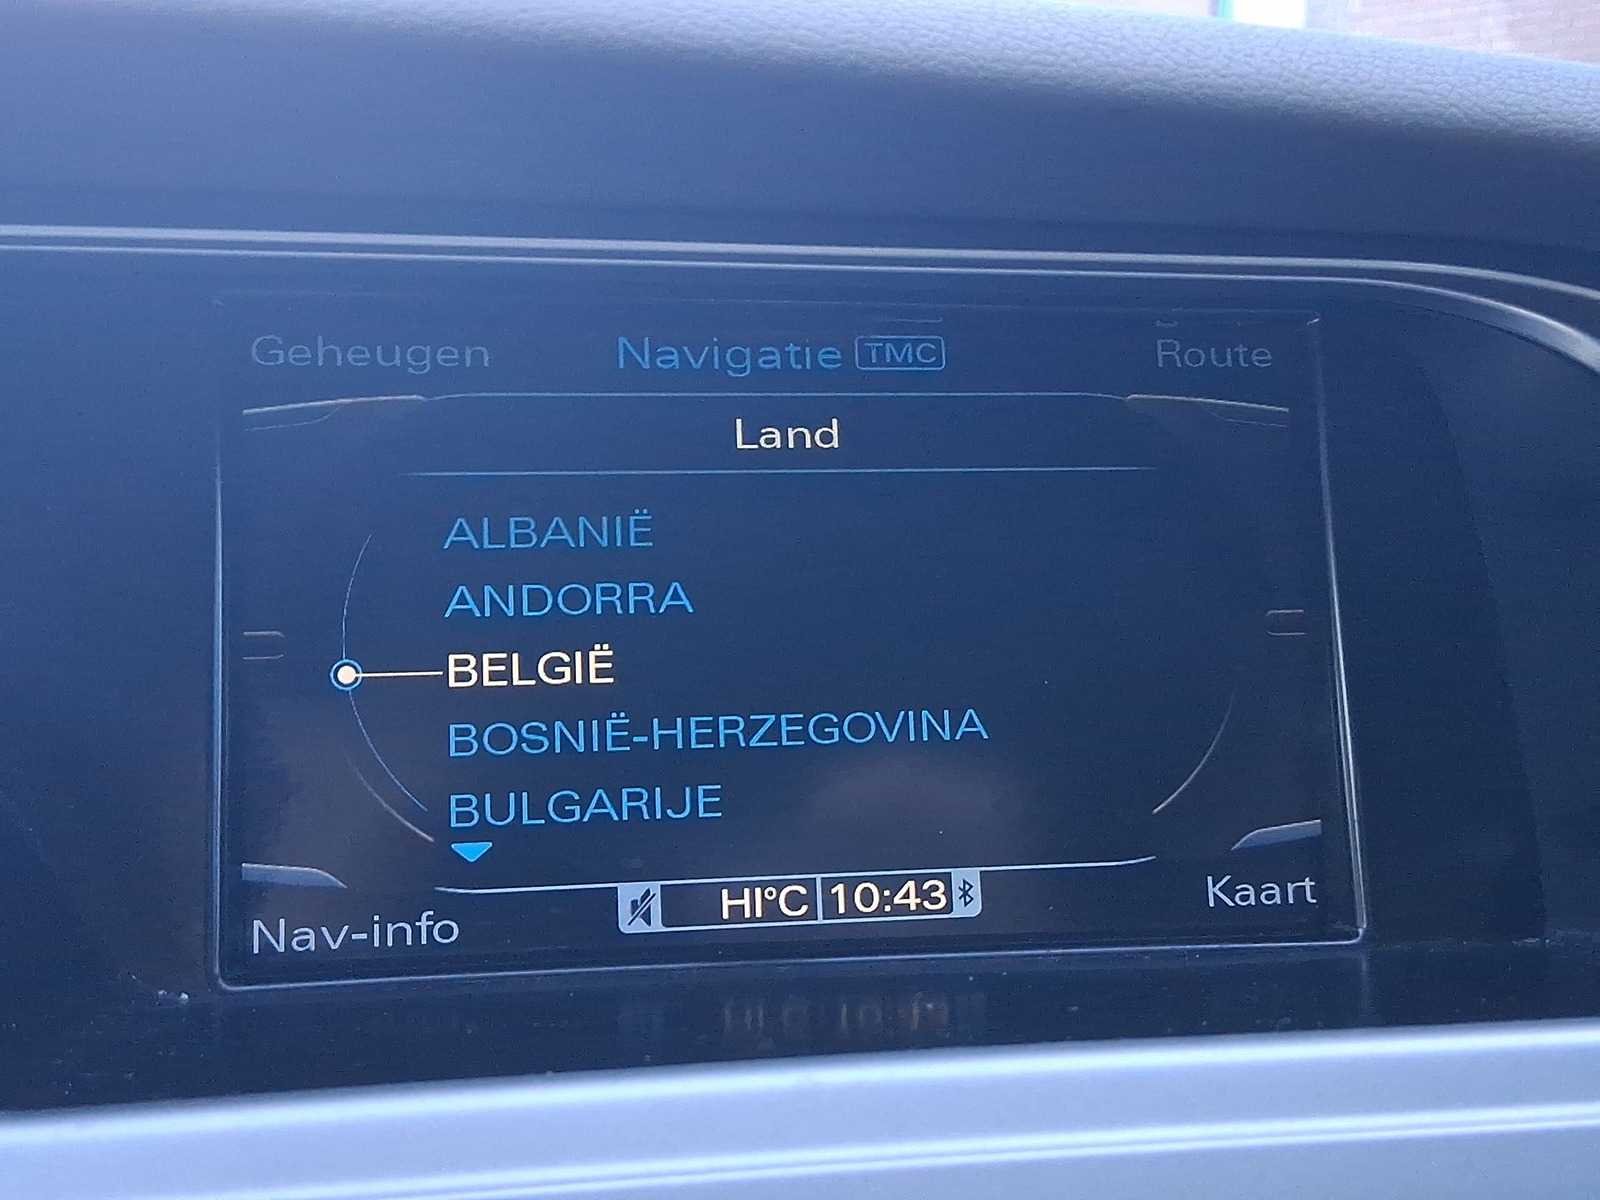 Geheugen Navigatie TMC Route
Land
ALBANIË
ANDORRA
BELGIË
BOSNIË-HERZEGOVINA
BULGARIJE
Nav-info HI°C 10:43 Kaart